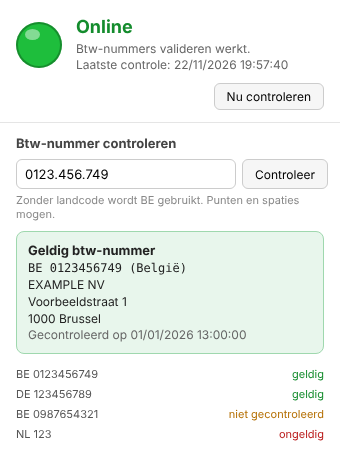 Online
Btw-nummers valideren werkt.
Laatste controle: 22/11/2026 19:57:40
Nu controleren
Btw-nummer controleren
0123.456.749
Controleer
Zonder landcode wordt BE gebruikt. Punten en spaties
mogen.
Geldig btw-nummer
BE 0123456749 (België)
EXAMPLE NV
Voorbeeldstraat 1
1000 Brussel
Gecontroleerd op 01/01/2026 13:00:00
BE 0123456749 geldig
DE 123456789 geldig
BE 0987654321 niet gecontroleerd
NL 123 ongeldig